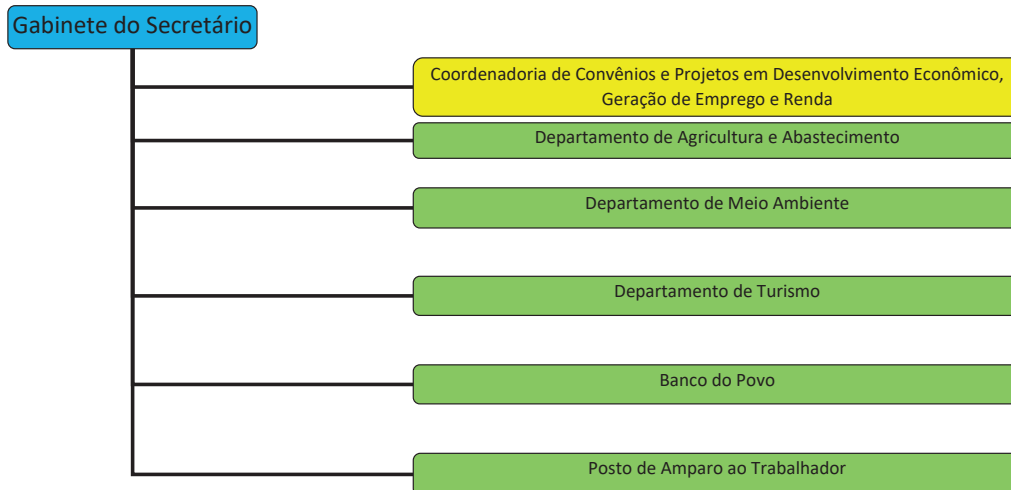 Gabinete do Secretário
Coordenadoria de Convênios e Projetos em Desenvolvimento Econômico,
Geração de Emprego e Renda
Departamento de Agricultura e Abastecimento
Departamento de Meio Ambiente
Departamento de Turismo
Banco do Povo
Posto de Amparo ao Trabalhador